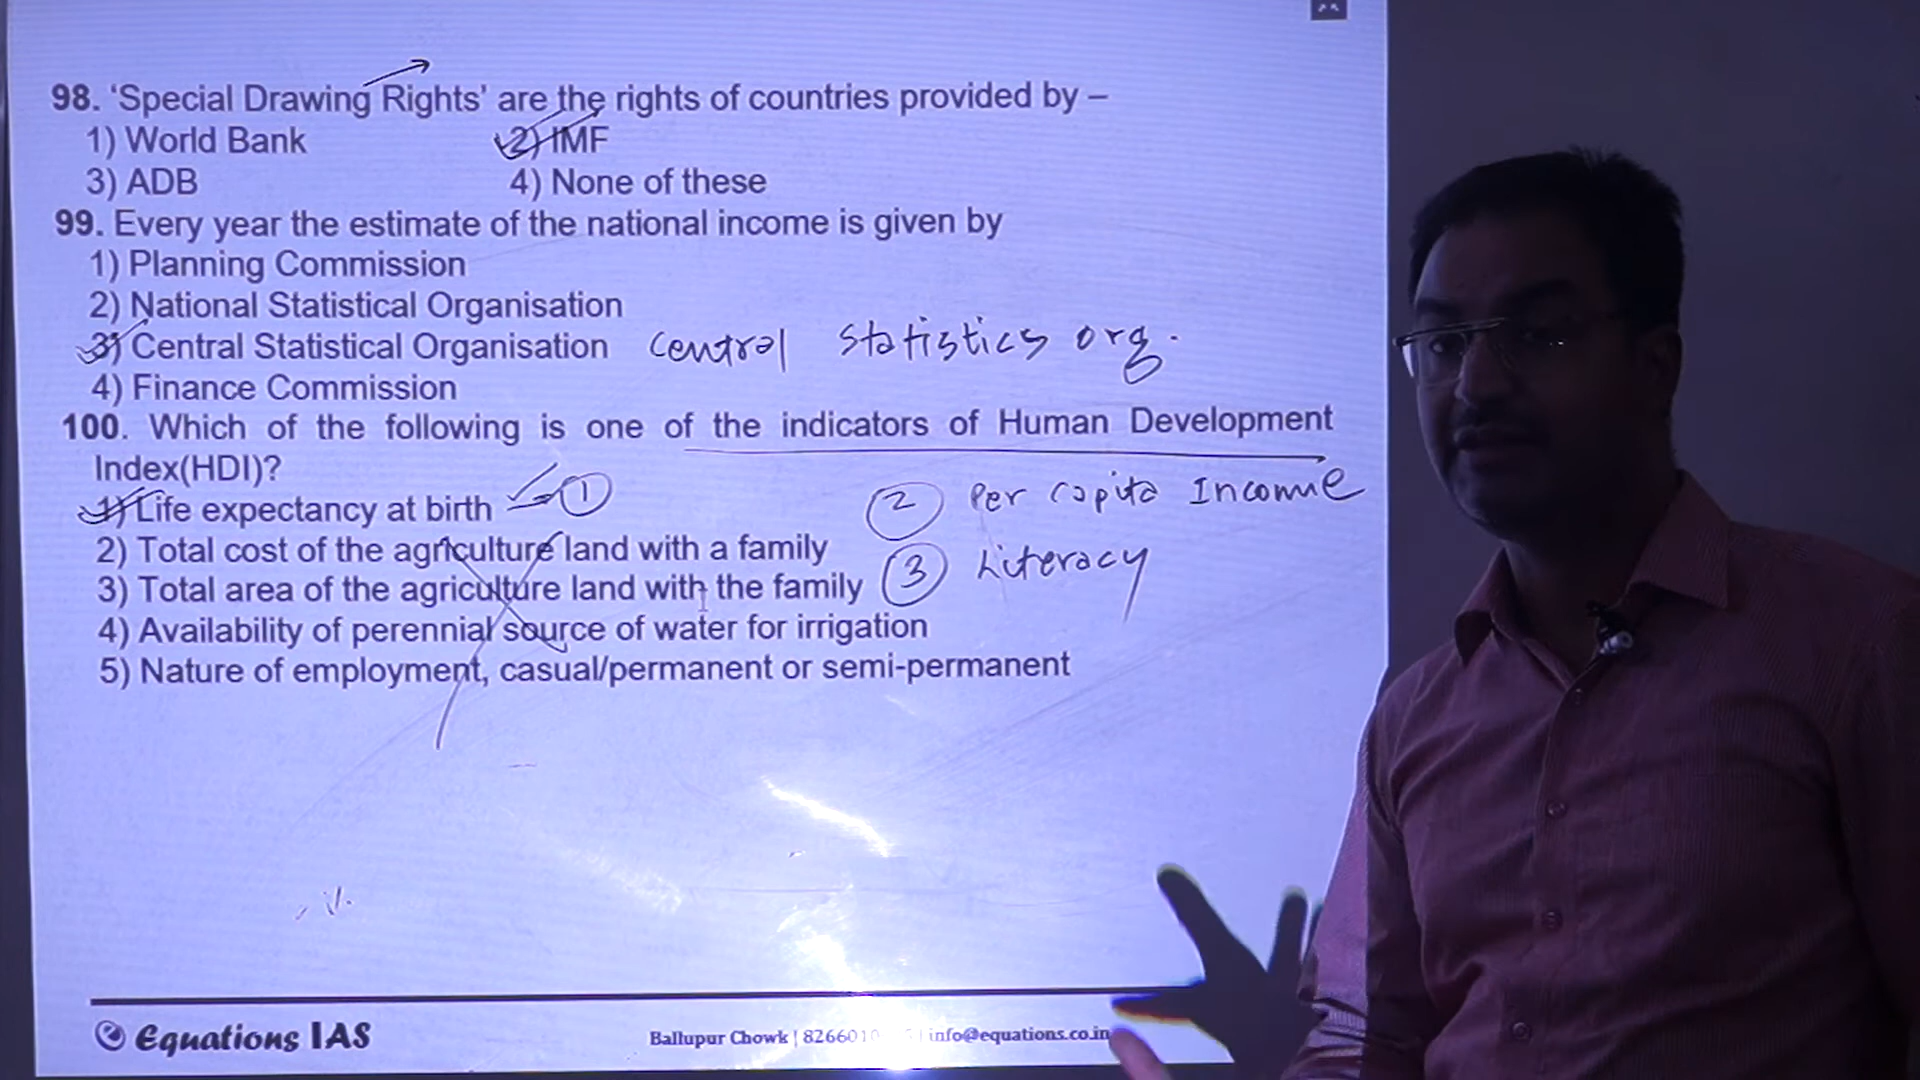 98. ‘Special Drawing Rights’ are the rights of countries provided by –
1) World Bank 2) IMF
3) ADB 4) None of these
99. Every year the estimate of the national income is given by
1) Planning Commission
2) National Statistical Organisation
3) Central Statistical Organisation central statistics org.
4) Finance Commission
100. Which of the following is one of the indicators of Human Development
Index(HDI)?
1) Life expectancy at birth 1 2 Per capita Income
2) Total cost of the agriculture land with a family
3) Total area of the agriculture land with the family 3 Literacy
4) Availability of perennial source of water for irrigation
5) Nature of employment, casual/permanent or semi-permanent
Equations IAS Ballupur Chowk | | info@equations.co.in